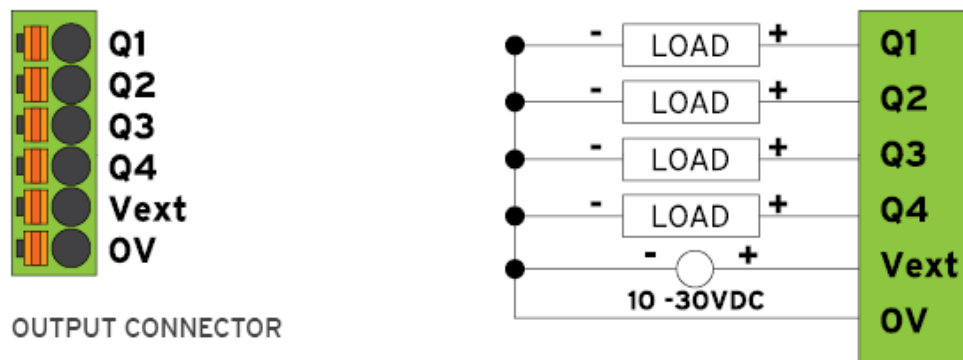 Q1
Q2
Q3
Q4
Vext
0V
OUTPUT CONNECTOR
- LOAD + Q1
- LOAD + Q2
- LOAD + Q3
- LOAD + Q4
- + Vext
10 -30VDC
0V